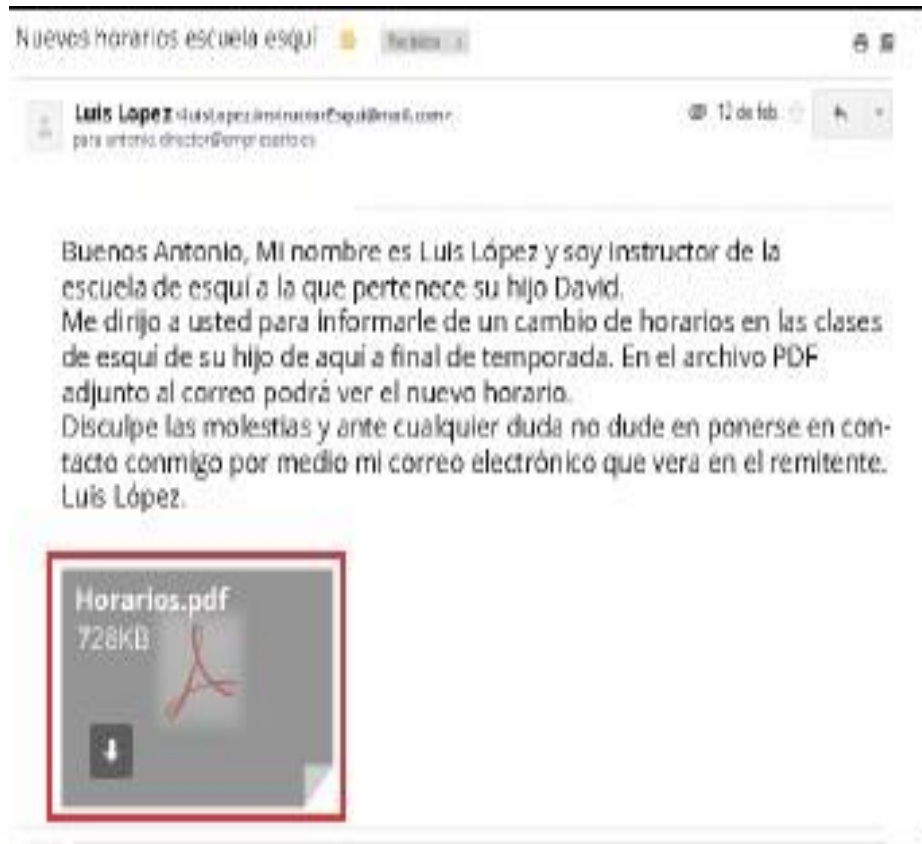 Nuevos horarios escuela esquí
Luis Lopez
12 de feb.
para antonio.director@
Buenos Antonio, Mi nombre es Luis López y soy instructor de la
escuela de esquí a la que pertenece su hijo David.
Me dirijo a usted para informarle de un cambio de horarios en las clases
de esquí de su hijo de aquí a final de temporada. En el archivo PDF
adjunto al correo podrá ver el nuevo horario.
Disculpe las molestias y ante cualquier duda no dude en ponerse en con-
tacto conmigo por medio mi correo electrónico que vera en el remitente.
Luis López.
Horarios.pdf
728KB